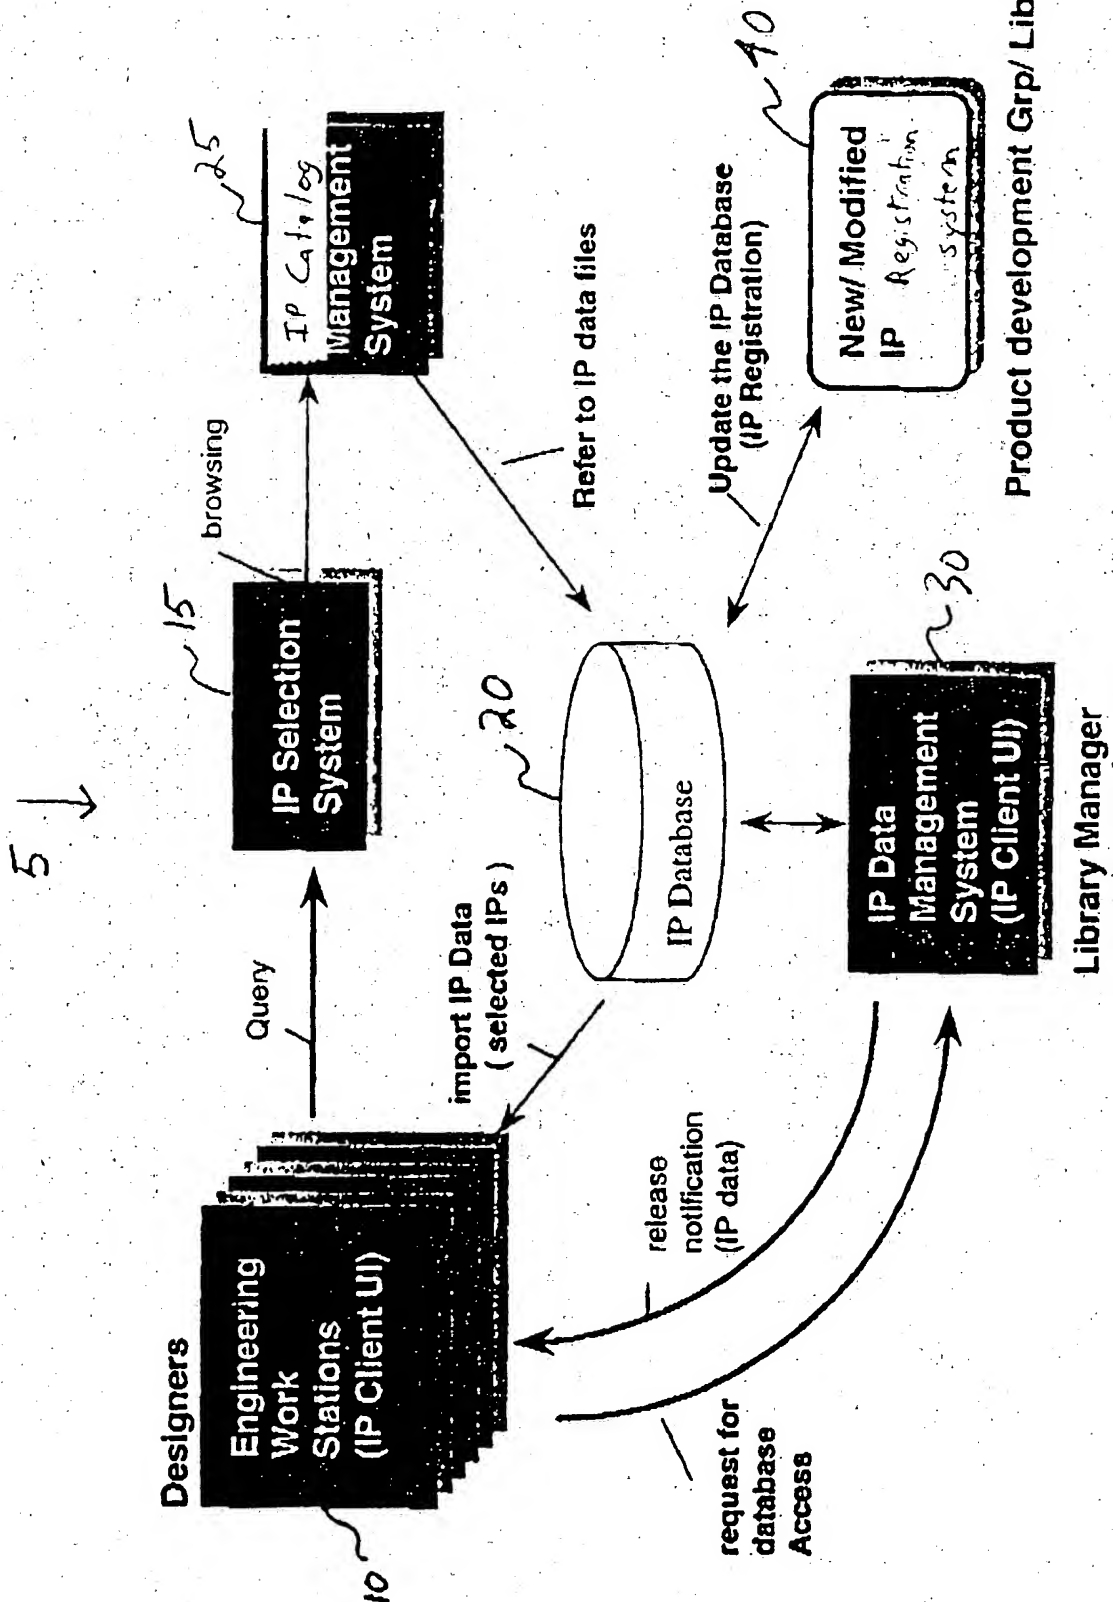 5
Designers
Engineering
Work
Stations
(IP Client UI)
10
Query
15
IP Selection
System
browsing
25
IP Catalog
Management
System
import IP Data
( selected IPs )
20
IP Database
Refer to IP data files
40
Update the IP Database
(IP Registration)
New/ Modified
IP Registration
system
Product development Grp/ Lib
release
notification
(IP data)
request for
database
Access
30
IP Data
Management
System
(IP Client UI)
Library Manager